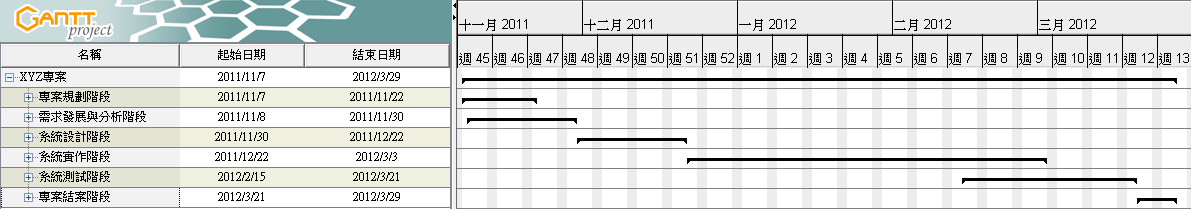 GANTT
project
十一月 2011 十二月 2011 一月 2012 二月 2012 三月 2012
名稱 起始日期 結束日期 週 45 週 46 週 47 週 48 週 49 週 50 週 51 週 52 週 1 週 2 週 3 週 4 週 5 週 6 週 7 週 8 週 9 週 10 週 11 週 12 週 13
XYZ專案 2011/11/7 2012/3/29
專案規劃階段 2011/11/7 2011/11/22
需求發展與分析階段 2011/11/8 2011/11/30
系統設計階段 2011/11/30 2011/12/22
系統實作階段 2011/12/22 2012/3/3
系統測試階段 2012/2/15 2012/3/21
專案結案階段 2012/3/21 2012/3/29